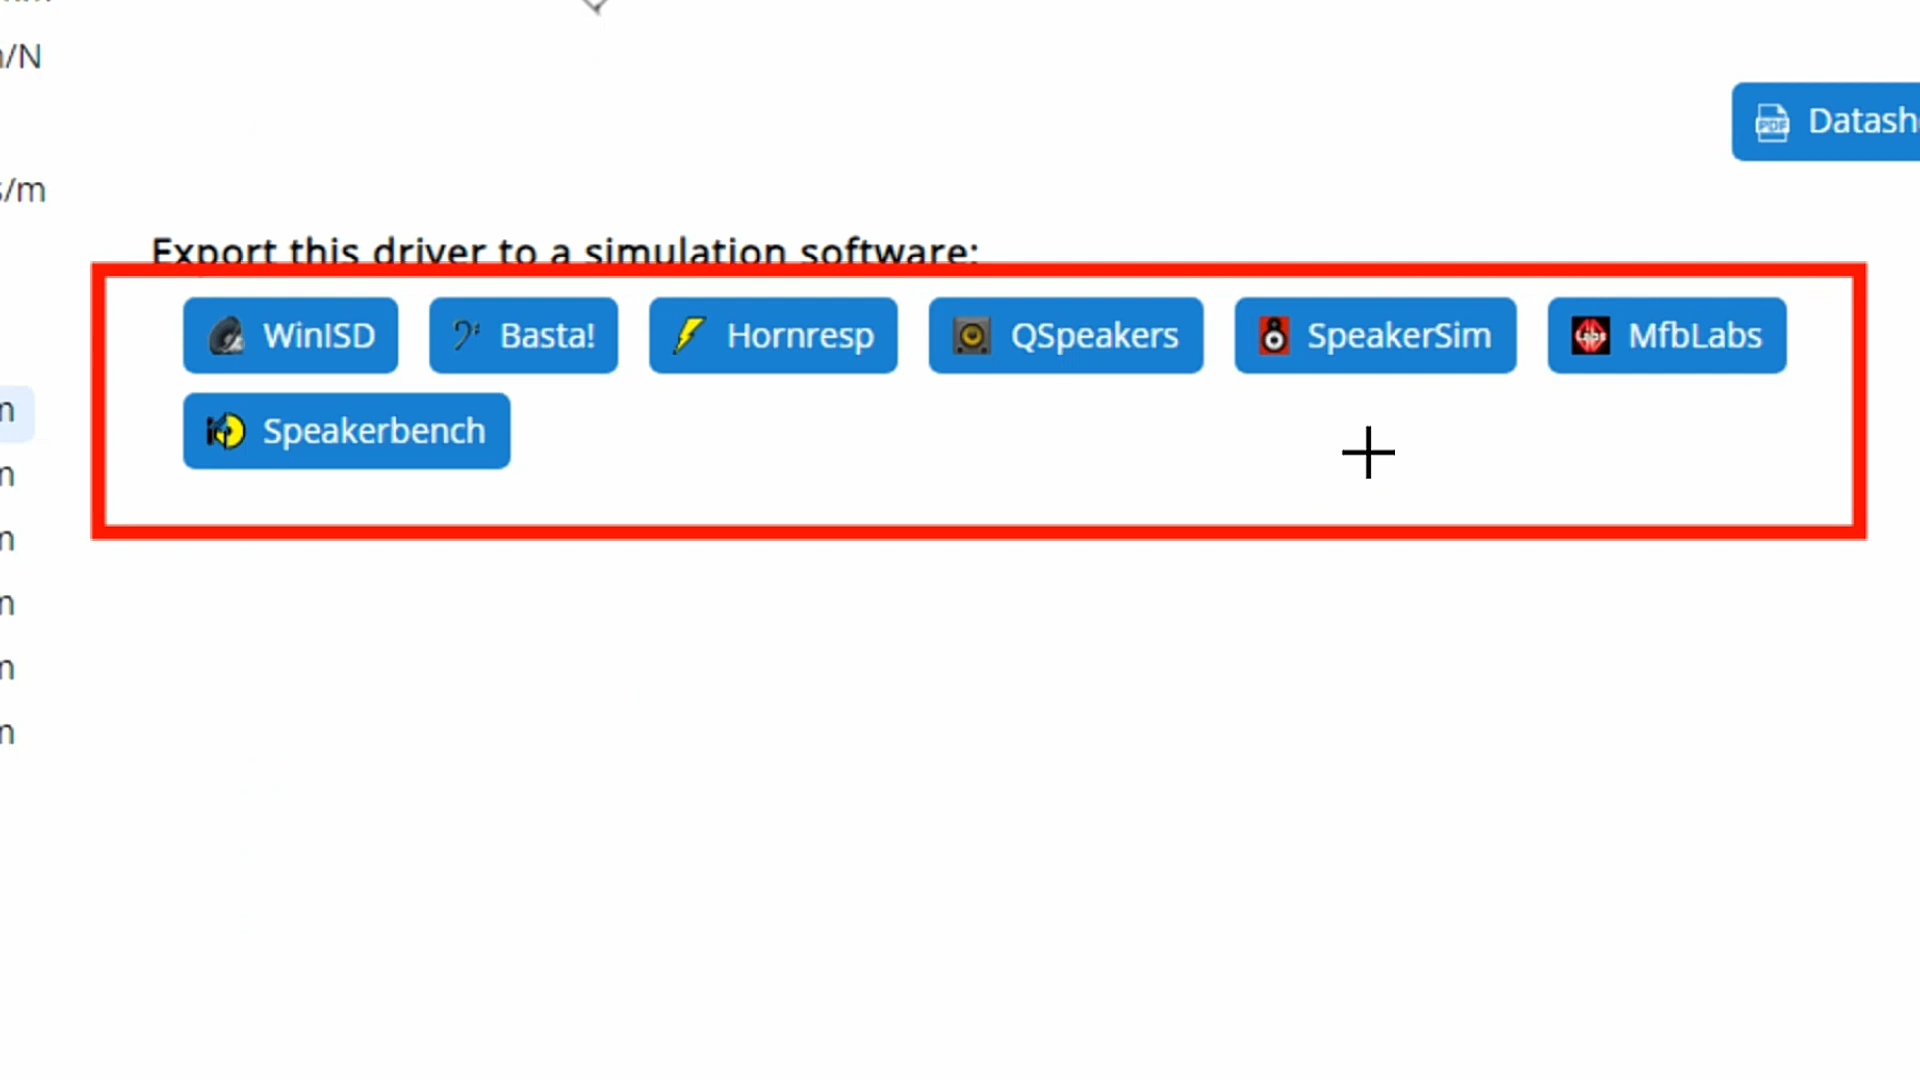 /N
Datash
s/m
Export this driver to a simulation software:
WinISD Basta! Hornresp QSpeakers SpeakerSim MfbLabs
Speakerbench
m
m
m
m
m
m